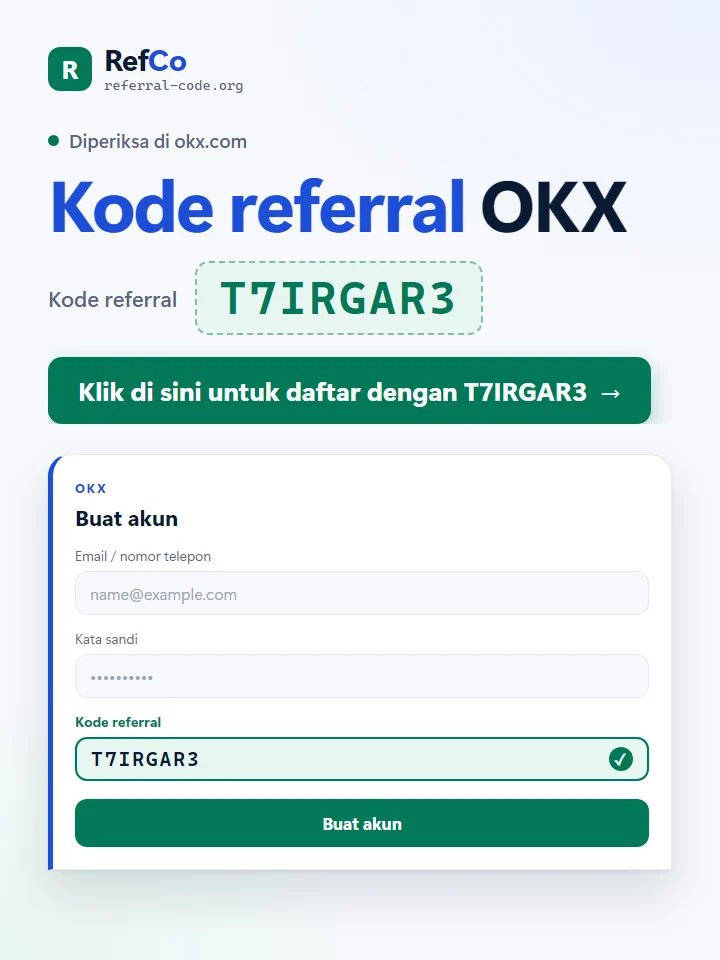 R
RefCo
referral-code.org
Diperiksa di okx.com
Kode referral OKX
Kode referral T7IRGAR3
Klik di sini untuk daftar dengan T7IRGAR3 →
OKX
Buat akun
Email / nomor telepon
name@example.com
Kata sandi
••••••••••
Kode referral
T7IRGAR3
Buat akun